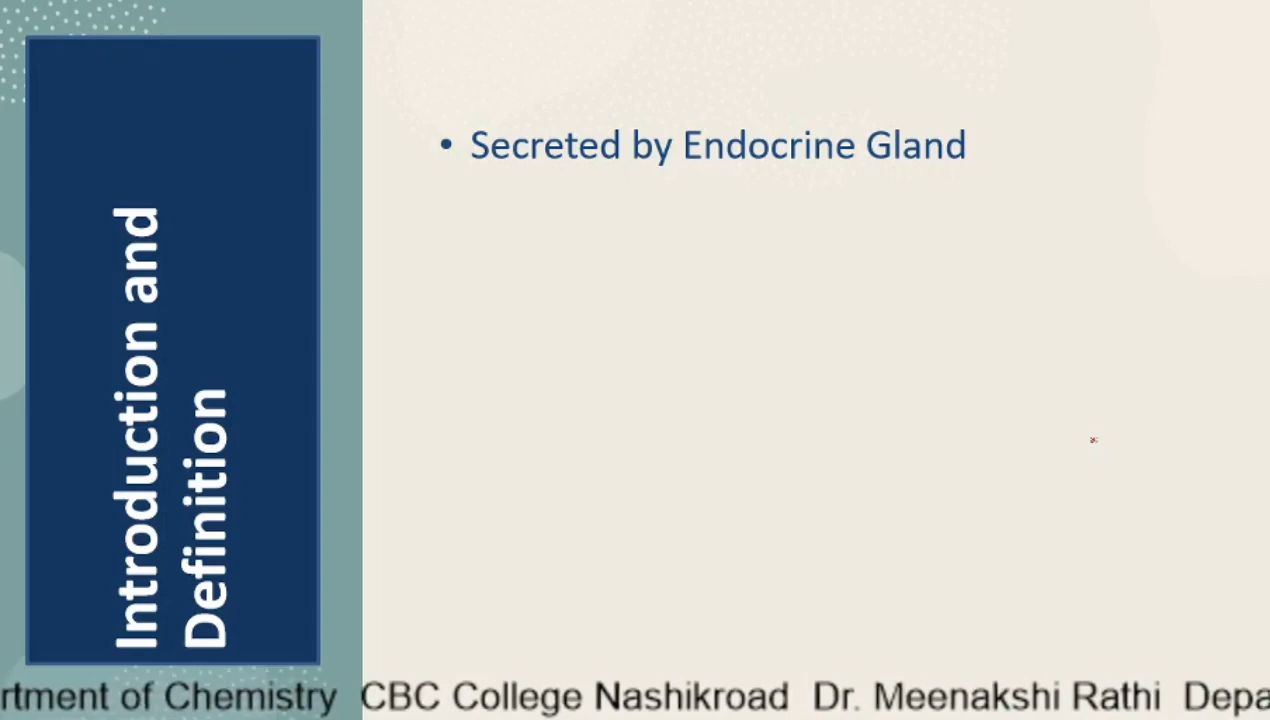 Introduction and
Definition
• Secreted by Endocrine Gland
rtment of Chemistry CBC College Nashikroad Dr. Meenakshi Rathi Depa